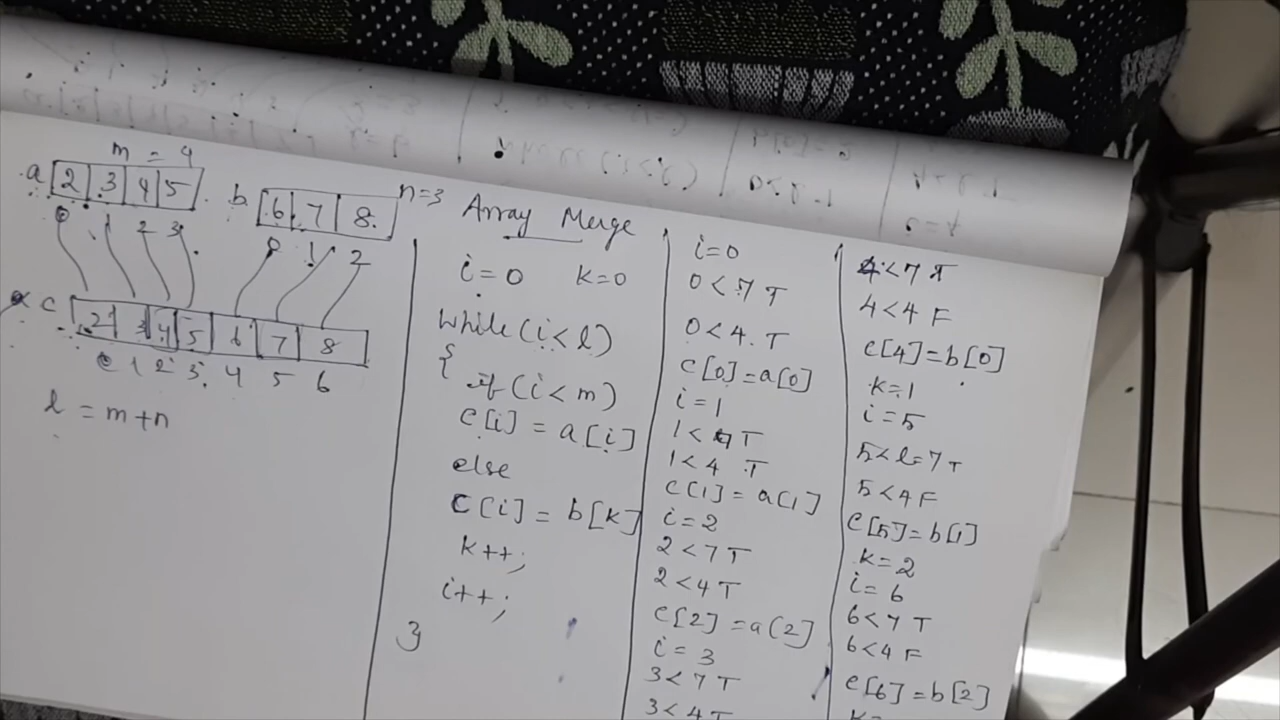 m = 4
a 2 3 4 5
0 1 2 3
b 6 7 8 n=3
0 1 2
c 2 3 4 5 6 7 8
0 1 2 3 4 5 6
l = m+n
Array Merge
i=0 k=0
while(i<l)
{
if(i<m)
c[i] = a[i]
else
c[i] = b[k]
k++;
i++;
}
i=0
0<7 T
0<4 T
c[0]=a[0]
i=1
1<7 T
1<4 T
c[1]=a[1]
i=2
2<7 T
2<4 T
c[2]=a[2]
i=3
3<7 T
3<4 T
4<7 T
4<4 F
c[4]=b[0]
k=1
i=5
5<l=7 T
5<4 F
c[5]=b[1]
k=2
i=6
6<7 T
6<4 F
c[6]=b[2]
k=